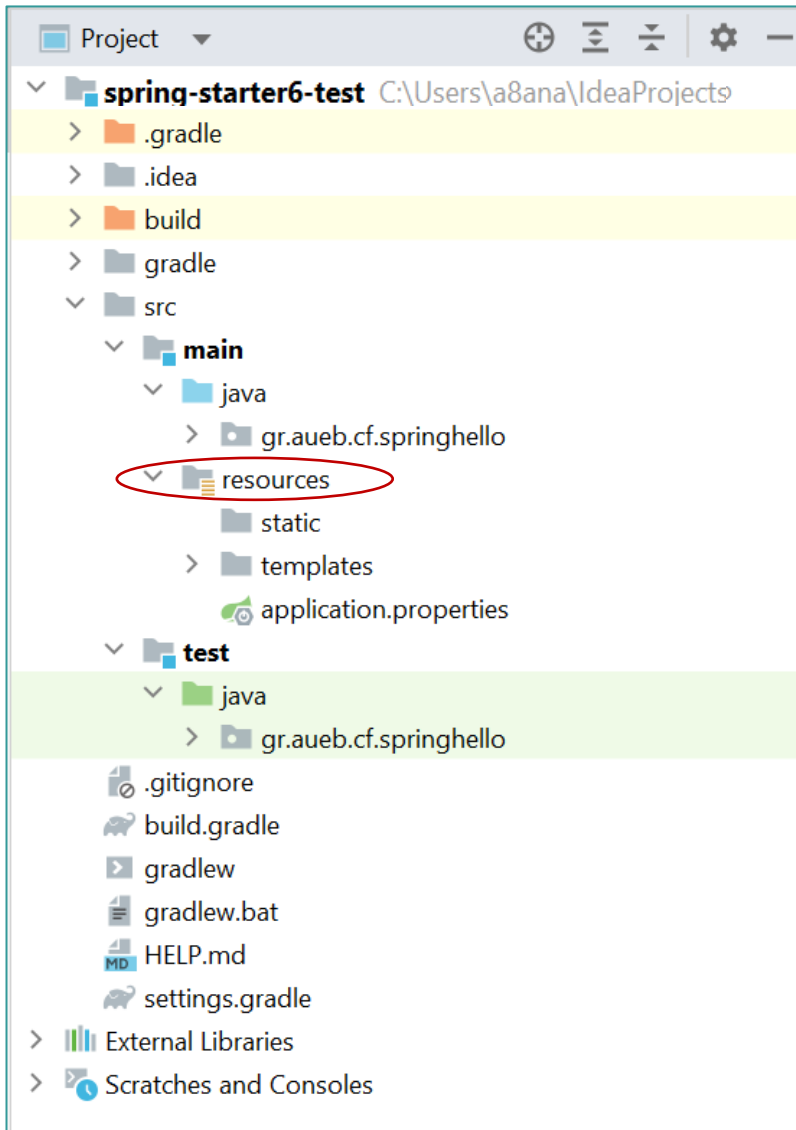 Project
spring-starter6-test C:\Users\a8ana\IdeaProjects
.gradle
.idea
build
gradle
src
main
java
gr.aueb.cf.springhello
resources
static
templates
application.properties
test
java
gr.aueb.cf.springhello
.gitignore
build.gradle
gradlew
gradlew.bat
MD HELP.md
settings.gradle
External Libraries
Scratches and Consoles